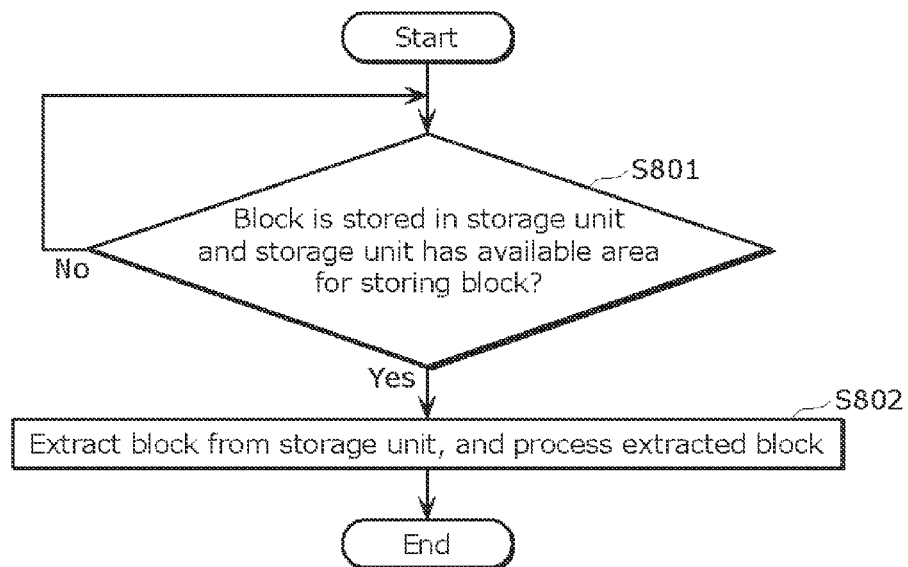 Start
S801
Block is stored in storage unit
and storage unit has available area
for storing block?
No
Yes
S802
Extract block from storage unit, and process extracted block
End